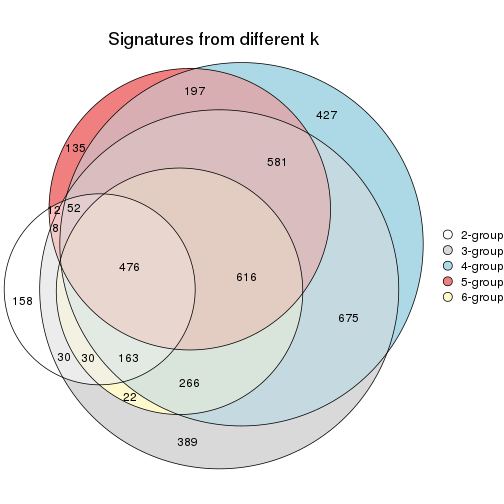 Signatures from different k
197
427
135
581
12
52
8
476
616
158
675
30
30
163
266
22
389
2-group
3-group
4-group
5-group
6-group